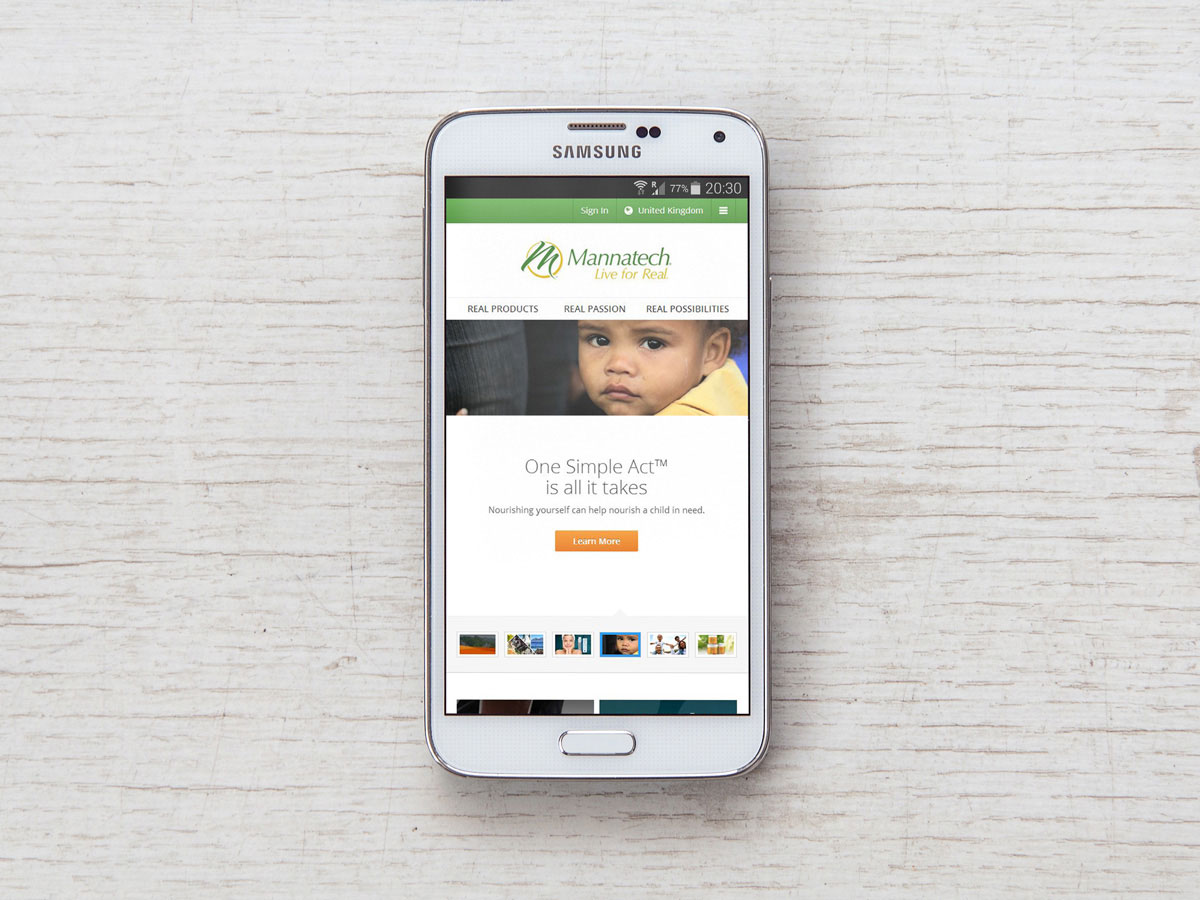 SAMSUNG
R 77% 20:30
Sign In United Kingdom
Mannatech
Live for Real
REAL PRODUCTS REAL PASSION REAL POSSIBILITIES
One Simple Act™
is all it takes
Nourishing yourself can help nourish a child in need.
Learn More